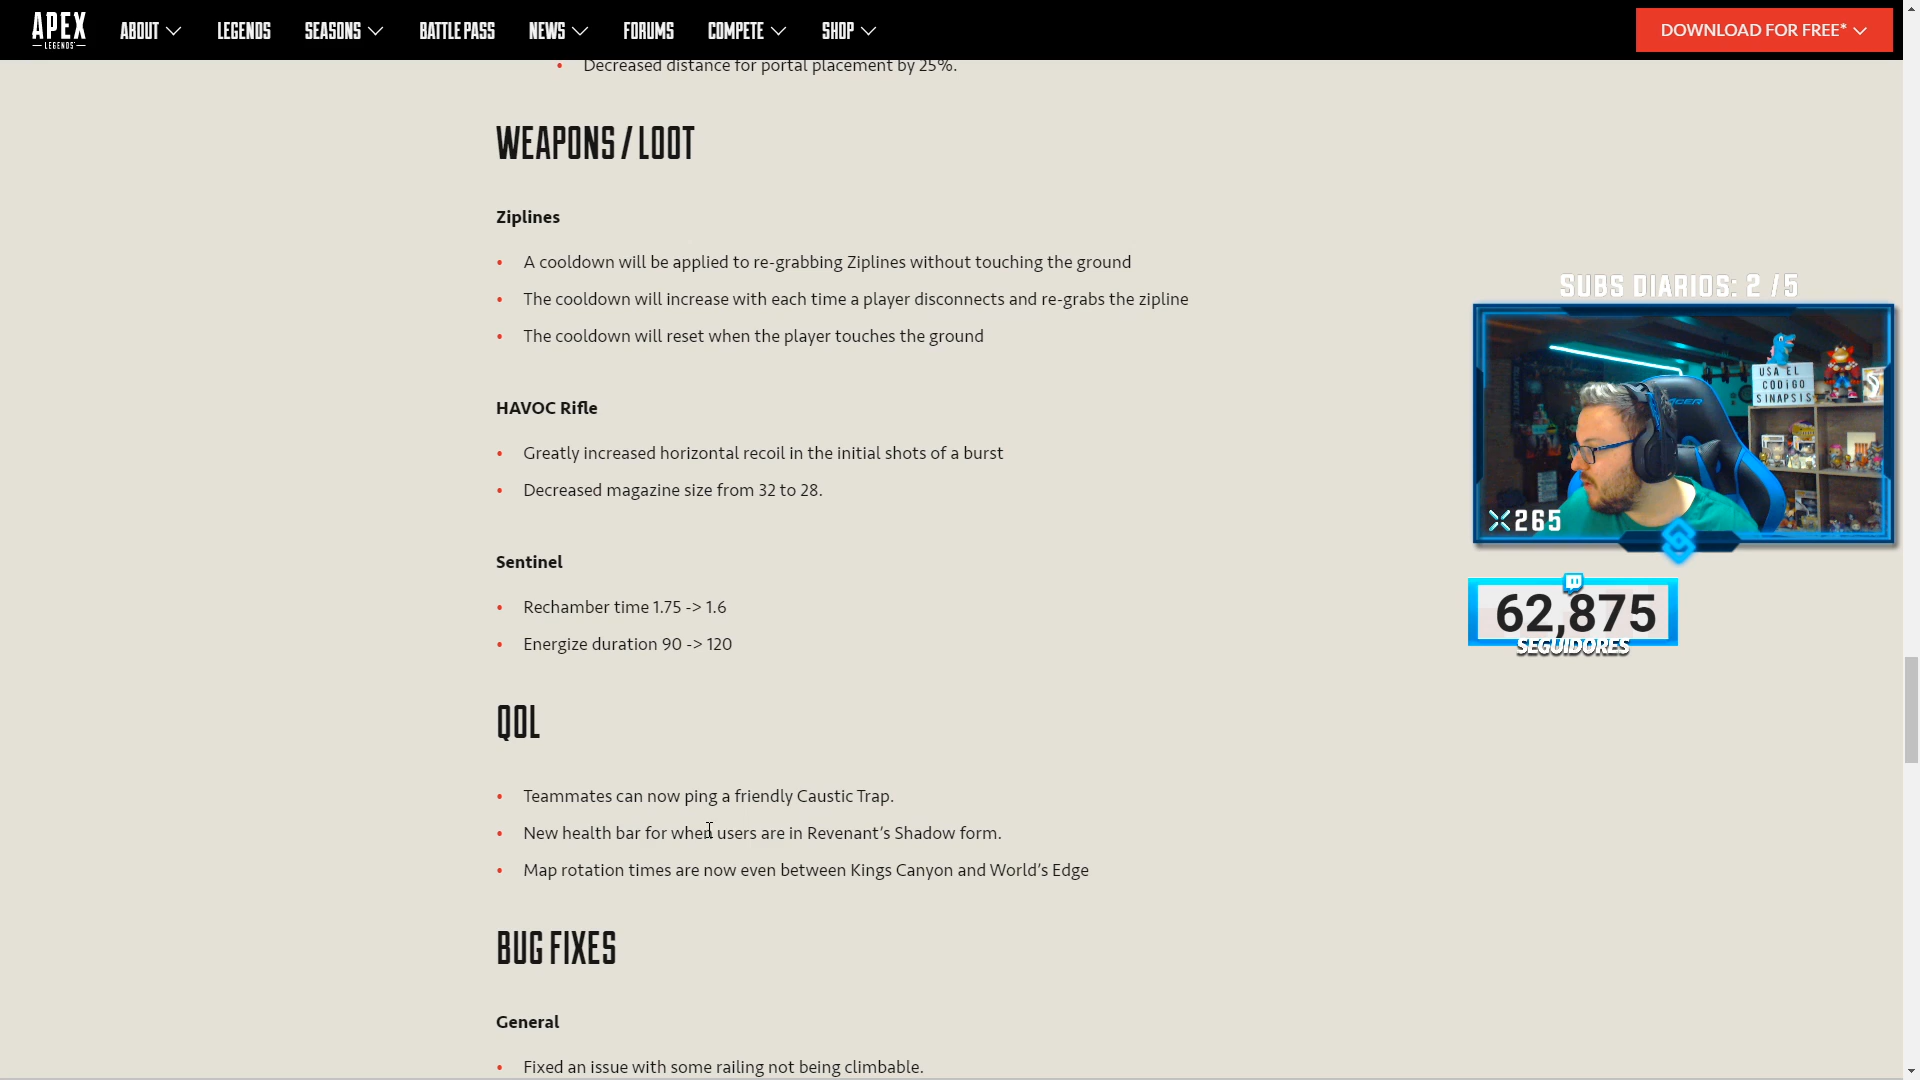 APEX
LEGENDS
ABOUT
LEGENDS
SEASONS
BATTLE PASS
NEWS
FORUMS
COMPETE
SHOP
DOWNLOAD FOR FREE*
• Decreased distance for portal placement by 25%.
WEAPONS / LOOT
Ziplines
• A cooldown will be applied to re-grabbing Ziplines without touching the ground
• The cooldown will increase with each time a player disconnects and re-grabs the zipline
• The cooldown will reset when the player touches the ground
HAVOC Rifle
• Greatly increased horizontal recoil in the initial shots of a burst
• Decreased magazine size from 32 to 28.
Sentinel
• Rechamber time 1.75 -> 1.6
• Energize duration 90 -> 120
QOL
• Teammates can now ping a friendly Caustic Trap.
• New health bar for when users are in Revenant’s Shadow form.
• Map rotation times are now even between Kings Canyon and World’s Edge
BUG FIXES
General
• Fixed an issue with some railing not being climbable.
SUBS DIARIOS: 2 /5
USA EL
CODIGO
SINAPSIS
265
62,875
SEGUIDORES